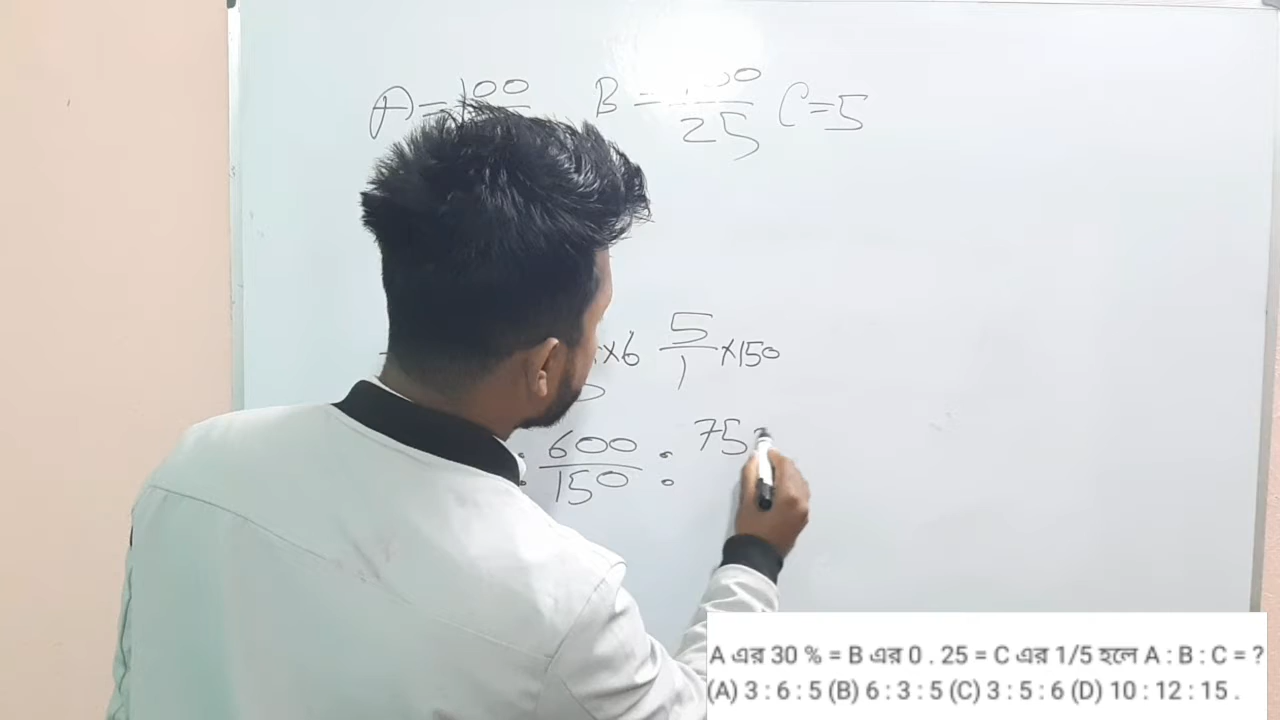 A = 100 B = 100/25 C = 5
×6 5/1 ×150
: 600/150 : 75
A এর 30 % = B এর 0 . 25 = C এর 1/5 হলে A : B : C = ?
(A) 3 : 6 : 5 (B) 6 : 3 : 5 (C) 3 : 5 : 6 (D) 10 : 12 : 15 .